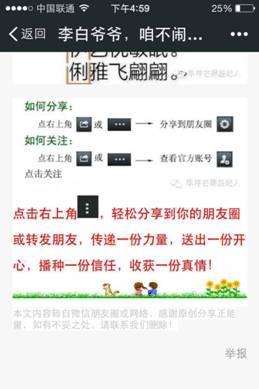 中国联通 下午4:59 25%
返回 李白爷爷，咱不闹…
俐雅飞翩翩。
如何分享：
点右上角 或 分享到朋友圈
如何关注：
点右上角 或 查看官方账号
点击关注
点击右上角 ，轻松分享到你的朋友圈
或转发朋友，传递一份力量，送出一份开
心，播种一份信任，收获一份真情！
本文内容转自微信朋友圈或网络，感谢原创分享正能
量，如有不妥之处，请联系我们删除！
举报